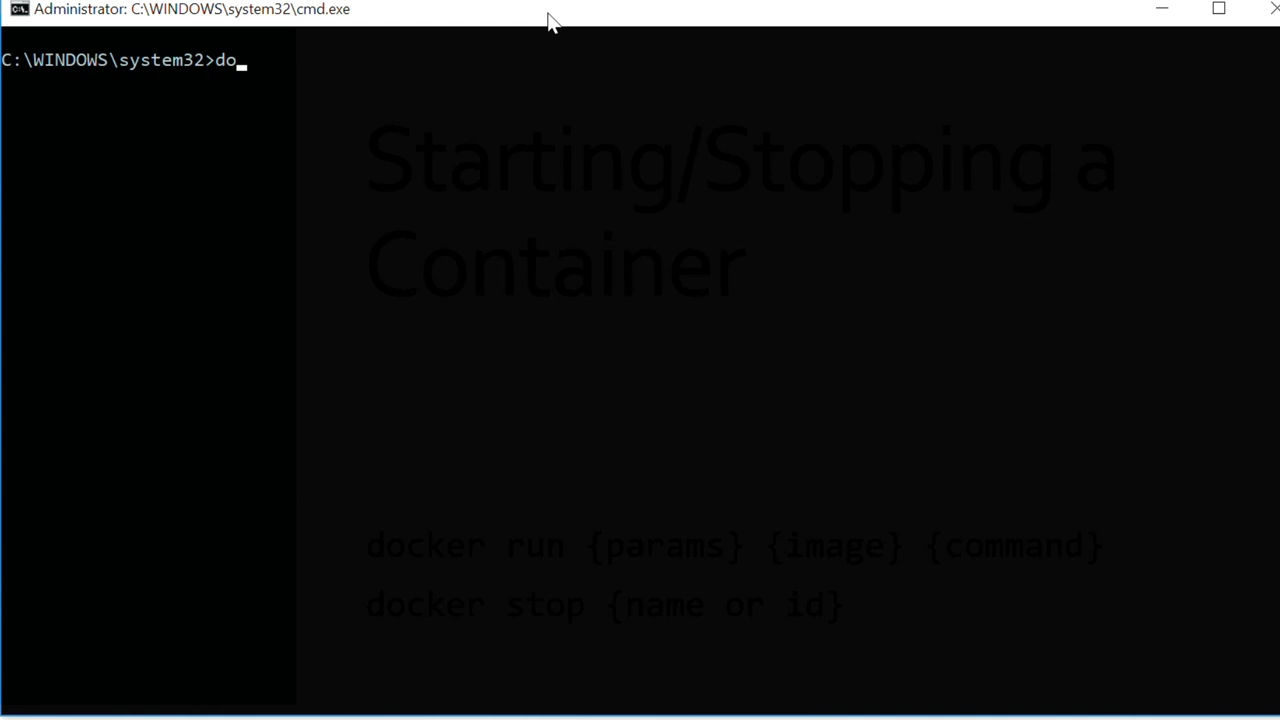 Administrator: C:\WINDOWS\system32\cmd.exe
C:\WINDOWS\system32>do
Starting/Stopping a
Container
docker run {params} {image} {command}
docker stop {name or id}